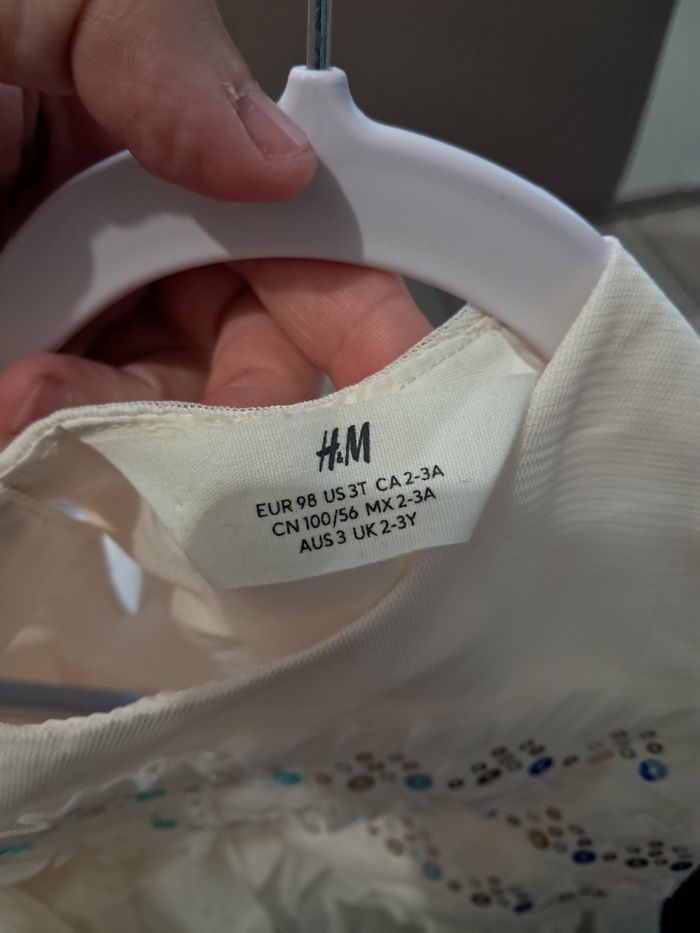 H&M
EUR 98 US 3T CA 2-3A
CN 100/56 MX 2-3A
AUS 3 UK 2-3Y